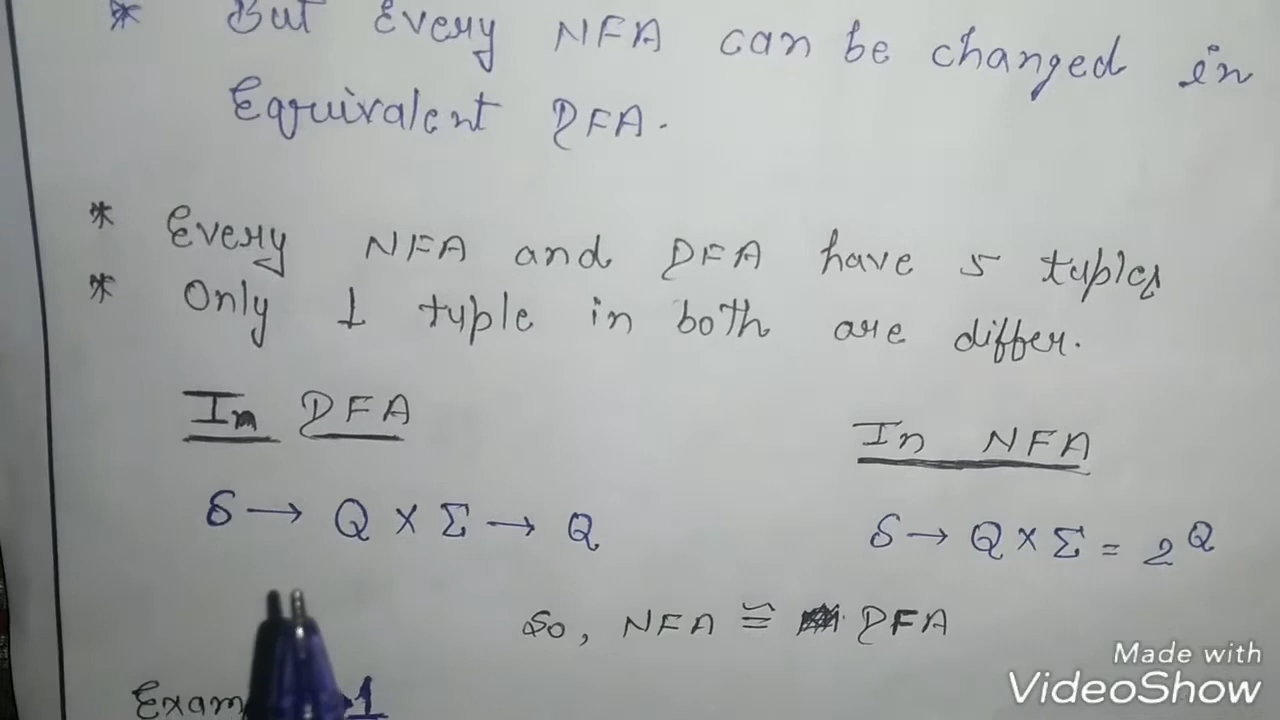 * But Every NFA can be changed in
Equivalent DFA.
* Every NFA and DFA have 5 tuples
* Only 1 tuple in both are differ.
In DFA
In NFA
δ → Q × Σ → Q
δ → Q × Σ = 2^Q
So, NFA ≅ DFA
1
Made with
VideoShow